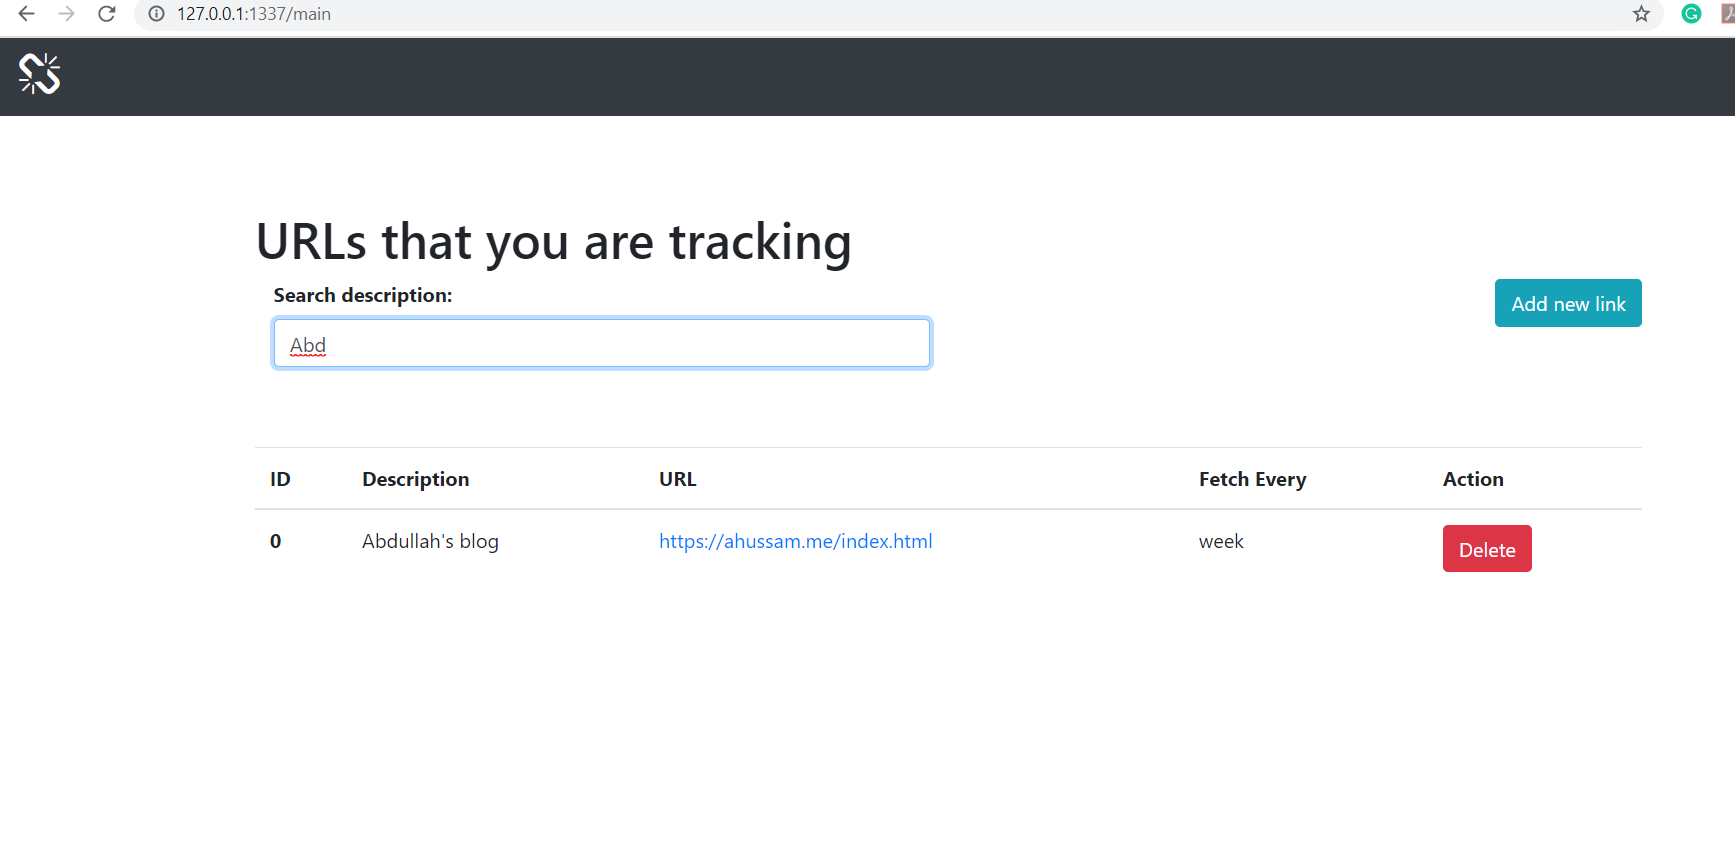 127.0.0.1:1337/main
URLs that you are tracking
Search description:
Add new link
Abd
ID Description URL Fetch Every Action
0 Abdullah's blog https://ahussam.me/index.html week Delete